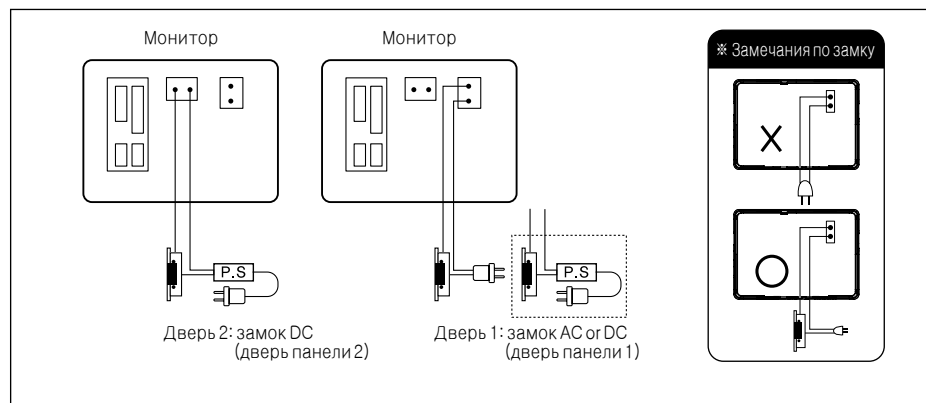 Монитор
Монитор
※ Замечания по замку
X
P.S
P.S
Дверь 2: замок DC
(дверь панели 2)
Дверь 1: замок AC or DC
(дверь панели 1)